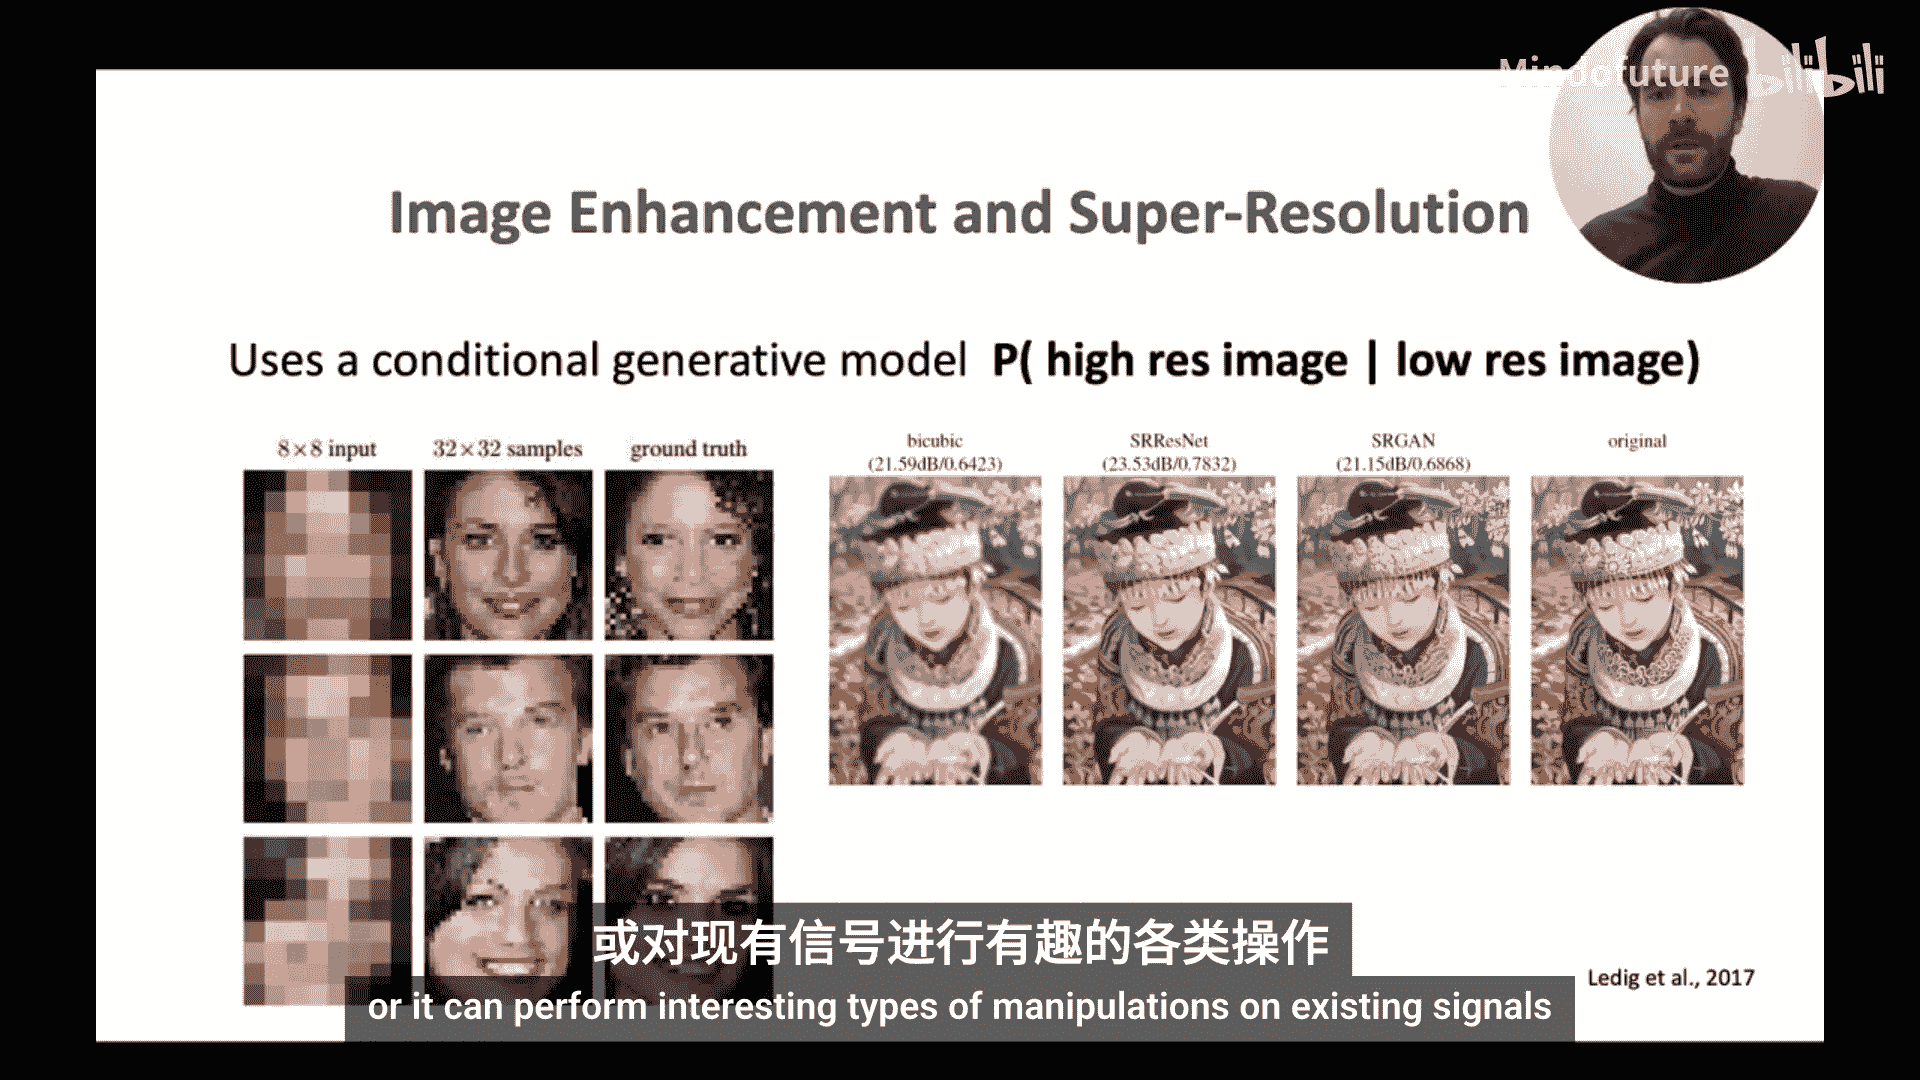 Mindofuture bilibili
Image Enhancement and Super-Resolution
Uses a conditional generative model P( high res image | low res image)
8×8 input 32×32 samples ground truth
bicubic
(21.59dB/0.6423)
SRResNet
(23.53dB/0.7832)
SRGAN
(21.15dB/0.6868)
original
Ledig et al., 2017
或对现有信号进行有趣的各类操作
or it can perform interesting types of manipulations on existing signals